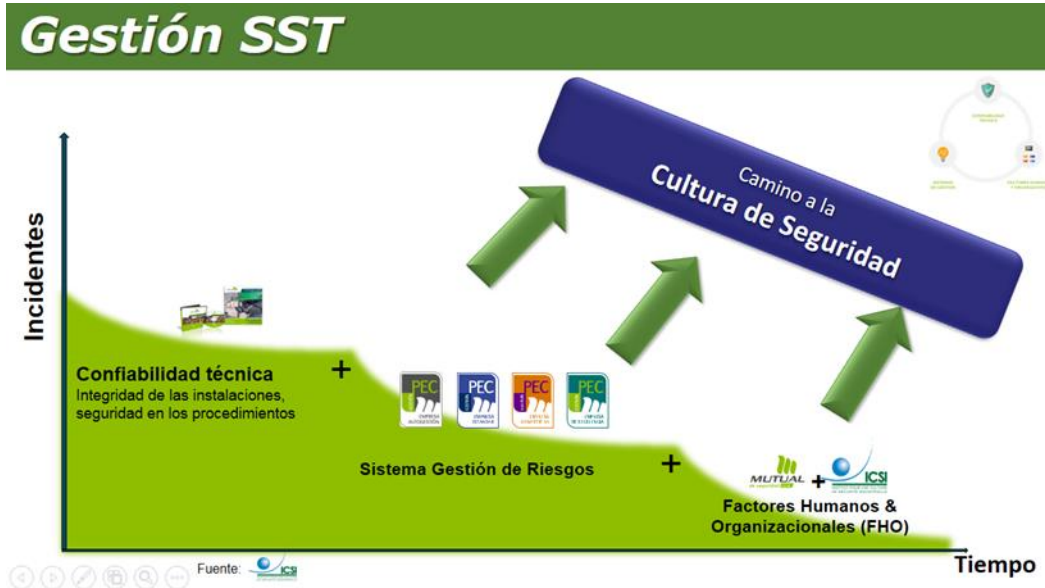 Gestión SST
Camino a la
Cultura de Seguridad
Incidentes
Confiabilidad técnica
Integridad de las instalaciones,
seguridad en los procedimientos
+
PEC
PEC
PEC
PEC
Sistema Gestión de Riesgos
+
MUTUAL
+
ICSI
Factores Humanos &
Organizacionales (FHO)
Tiempo
Fuente:
ICSI